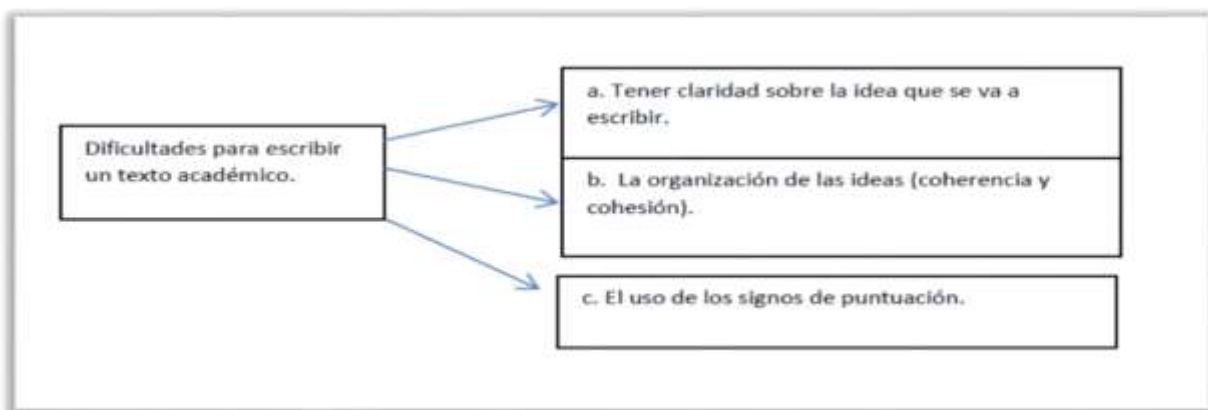 Dificultades para escribir
un texto académico.
a. Tener claridad sobre la idea que se va a
escribir.
b. La organización de las ideas (coherencia y
cohesión).
c. El uso de los signos de puntuación.